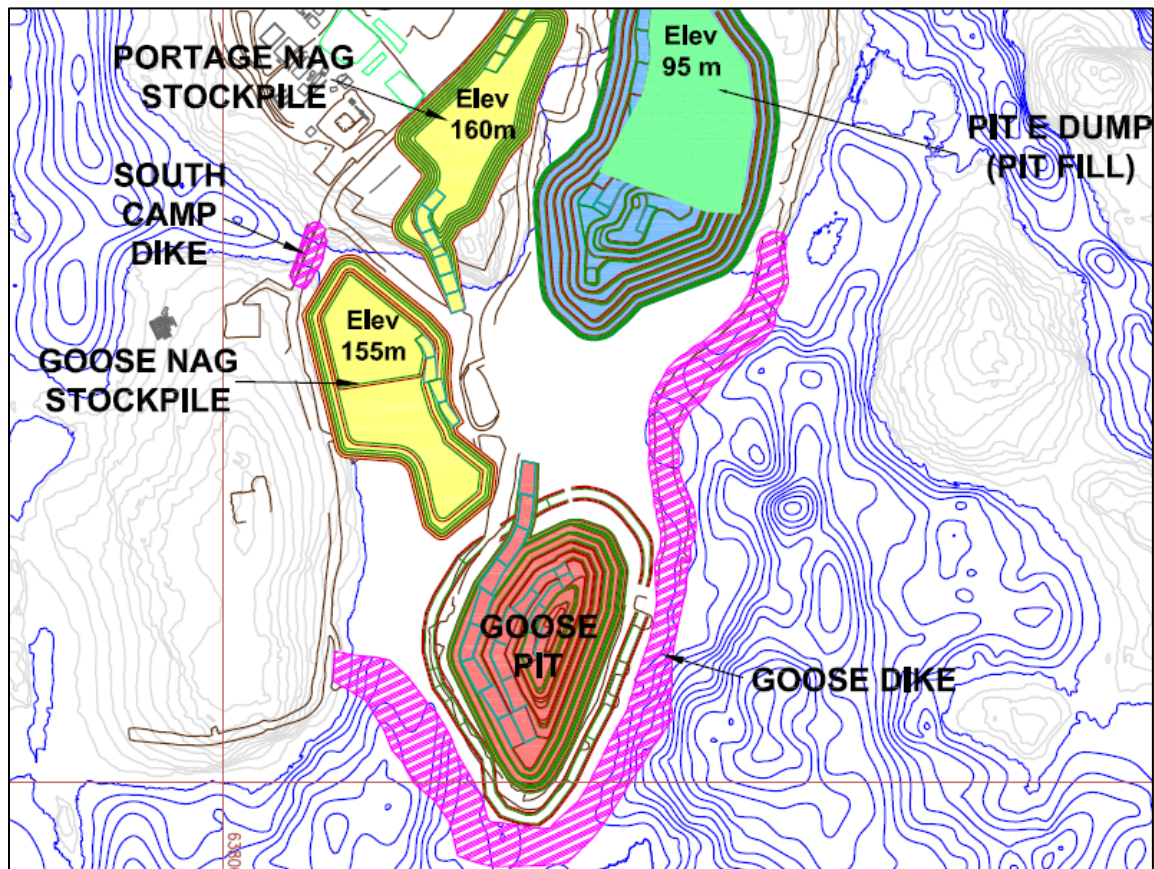 PORTAGE NAG
STOCKPILE
Elev
160m
Elev
95 m
PIT E DUMP
(PIT FILL)
SOUTH
CAMP
DIKE
Elev
155m
GOOSE NAG
STOCKPILE
GOOSE
PIT
GOOSE DIKE